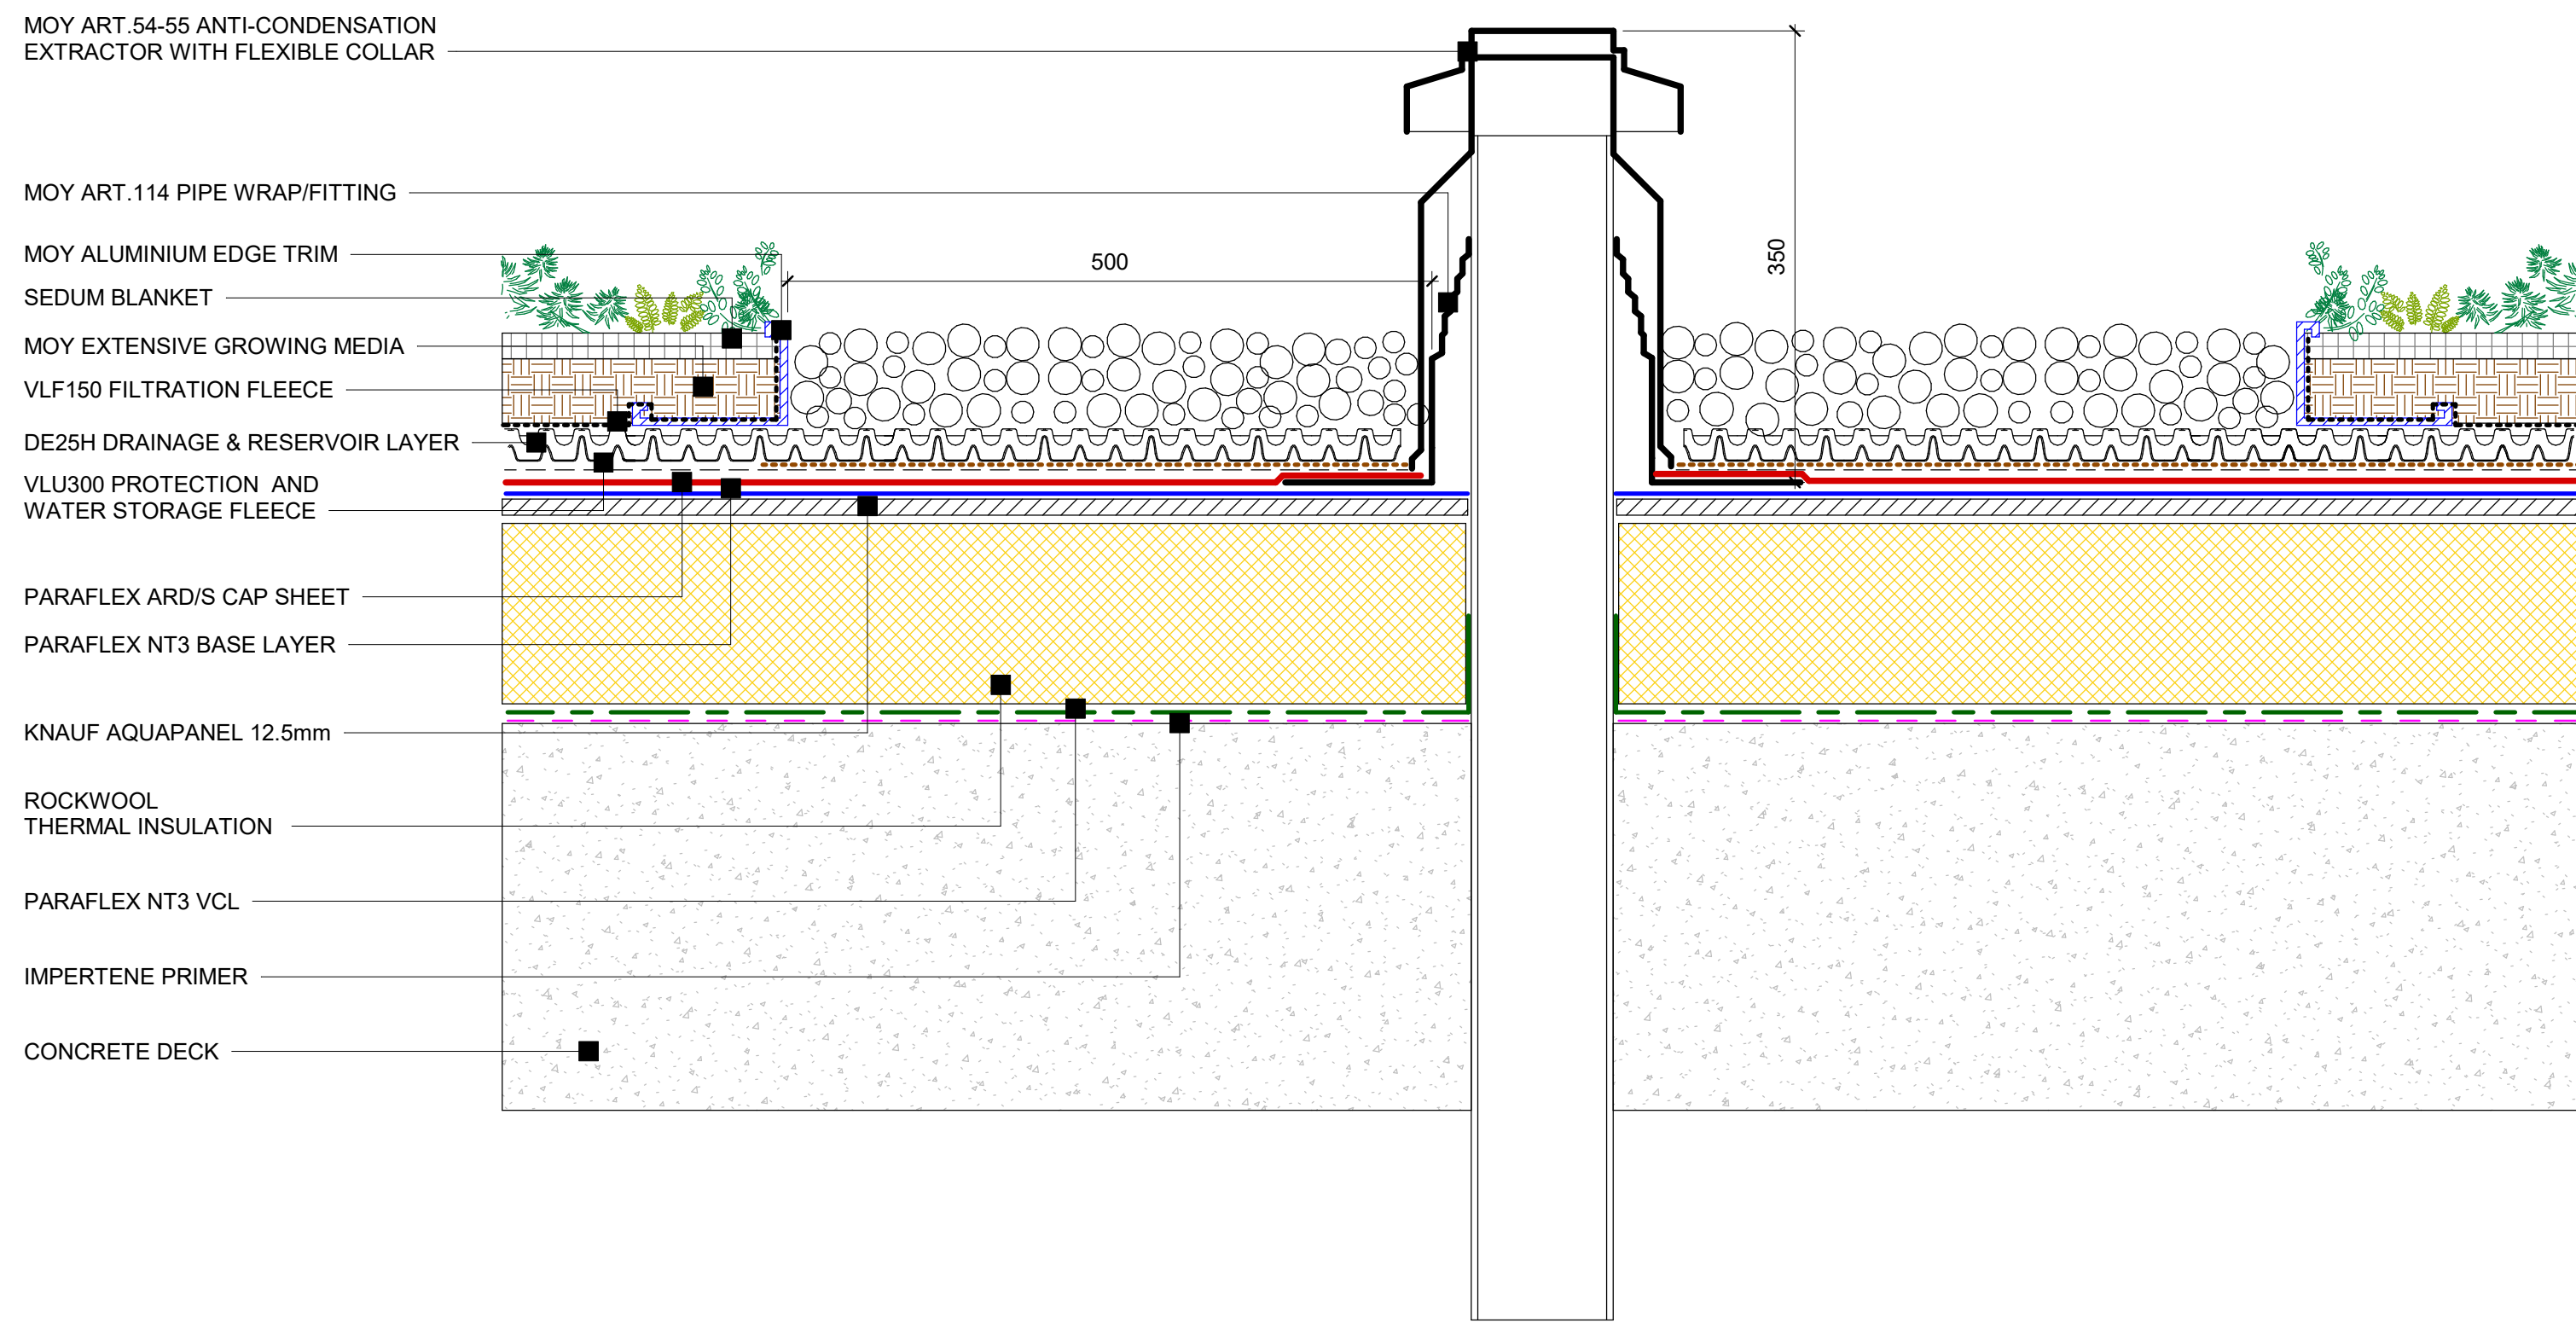 MOY ART.54-55 ANTI-CONDENSATION
EXTRACTOR WITH FLEXIBLE COLLAR
MOY ART.114 PIPE WRAP/FITTING
MOY ALUMINIUM EDGE TRIM
500
350
SEDUM BLANKET
MOY EXTENSIVE GROWING MEDIA
VLF150 FILTRATION FLEECE
DE25H DRAINAGE & RESERVOIR LAYER
VLU300 PROTECTION AND
WATER STORAGE FLEECE
PARAFLEX ARD/S CAP SHEET
PARAFLEX NT3 BASE LAYER
KNAUF AQUAPANEL 12.5mm
ROCKWOOL
THERMAL INSULATION
PARAFLEX NT3 VCL
IMPERTENE PRIMER
CONCRETE DECK